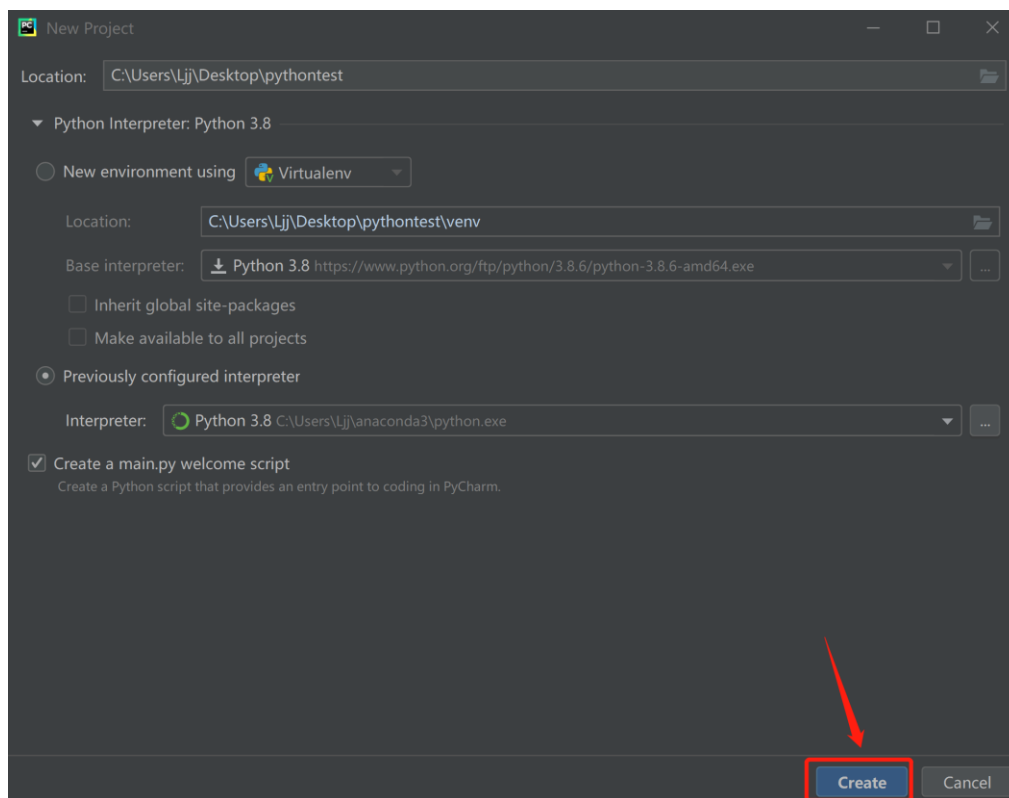 New Project
Location: C:\Users\Ljj\Desktop\pythontest
Python Interpreter: Python 3.8
New environment using Virtualenv
Location: C:\Users\Ljj\Desktop\pythontest\venv
Base interpreter: Python 3.8 https://www.python.org/ftp/python/3.8.6/python-3.8.6-amd64.exe ...
Inherit global site-packages
Make available to all projects
Previously configured interpreter
Interpreter: Python 3.8 C:\Users\Ljj\anaconda3\python.exe ...
Create a main.py welcome script
Create a Python script that provides an entry point to coding in PyCharm.
Create Cancel